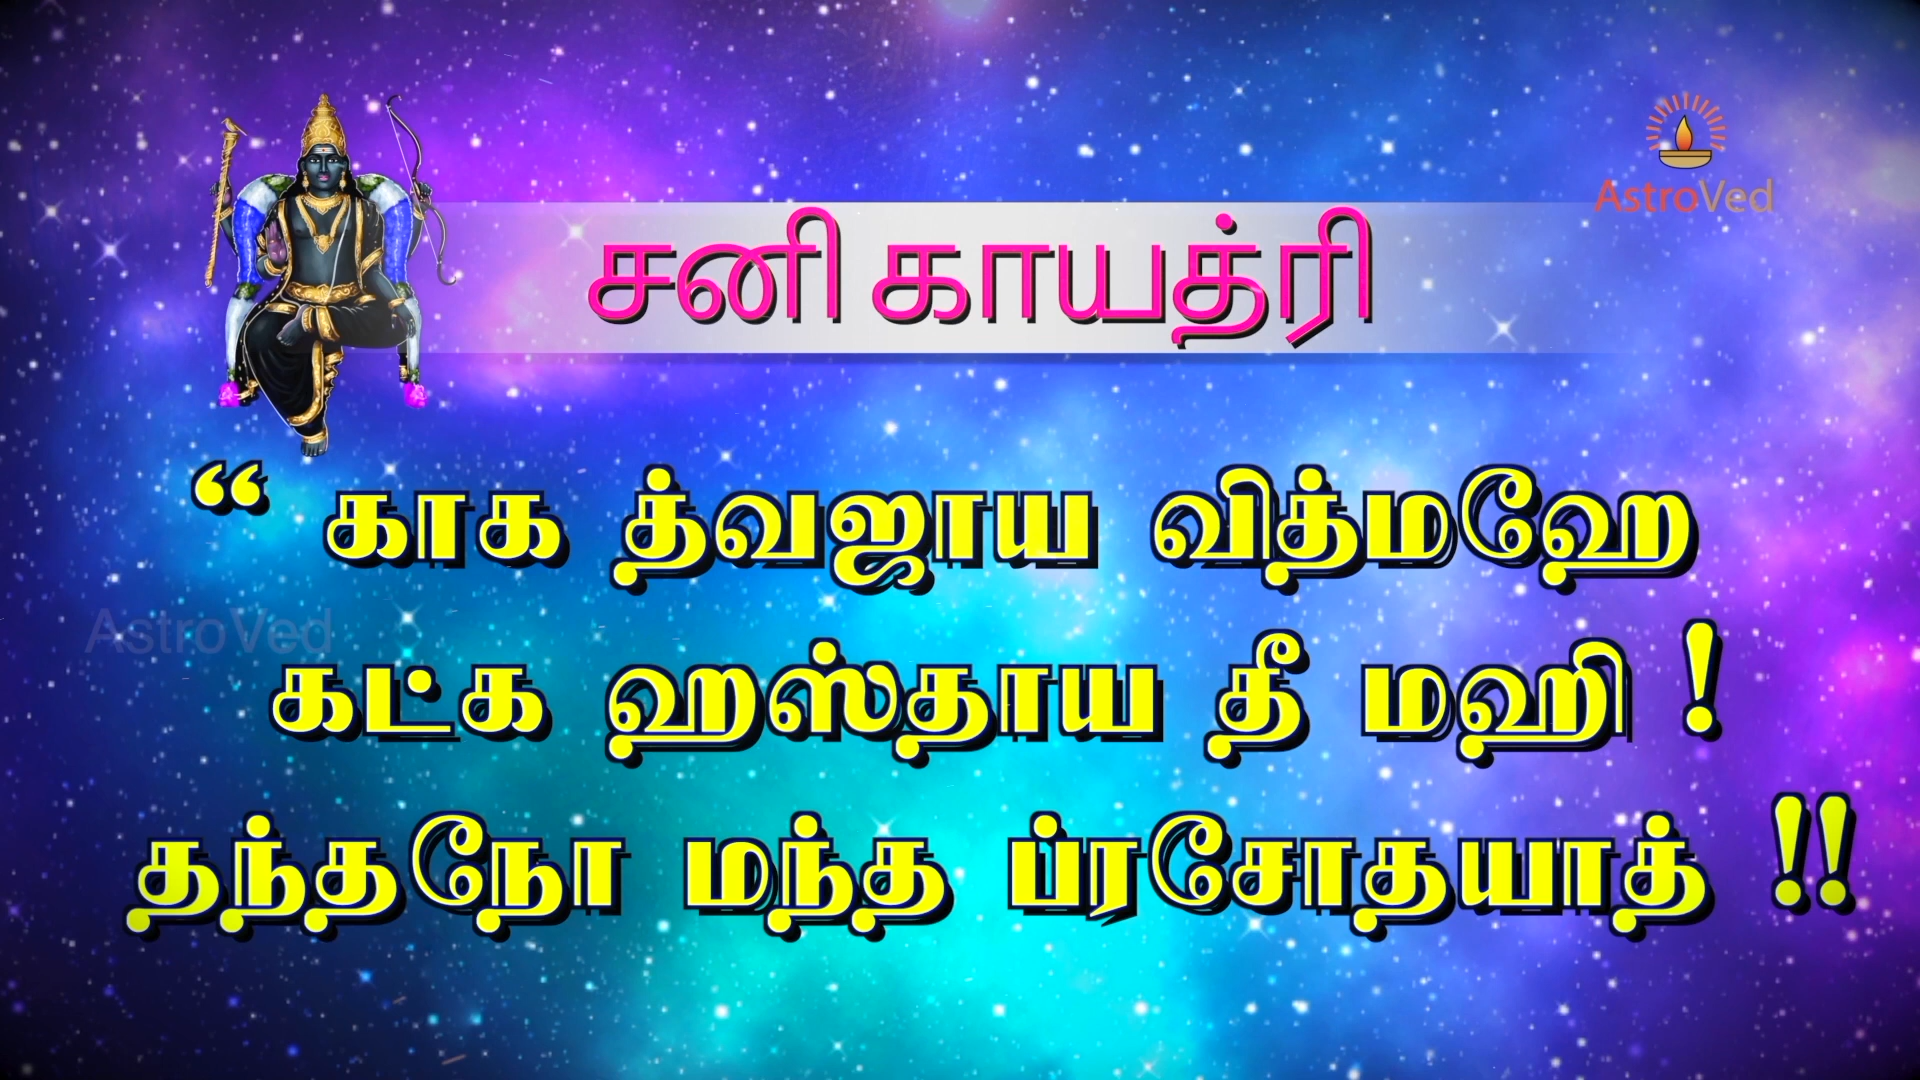 AstroVed
சனி காயத்ரி
“ காக த்வஜாய வித்மஹே
AstroVed
கட்க ஹஸ்தாய தீ மஹி !
தந்தநோ மந்த ப்ரசோதயாத் !!